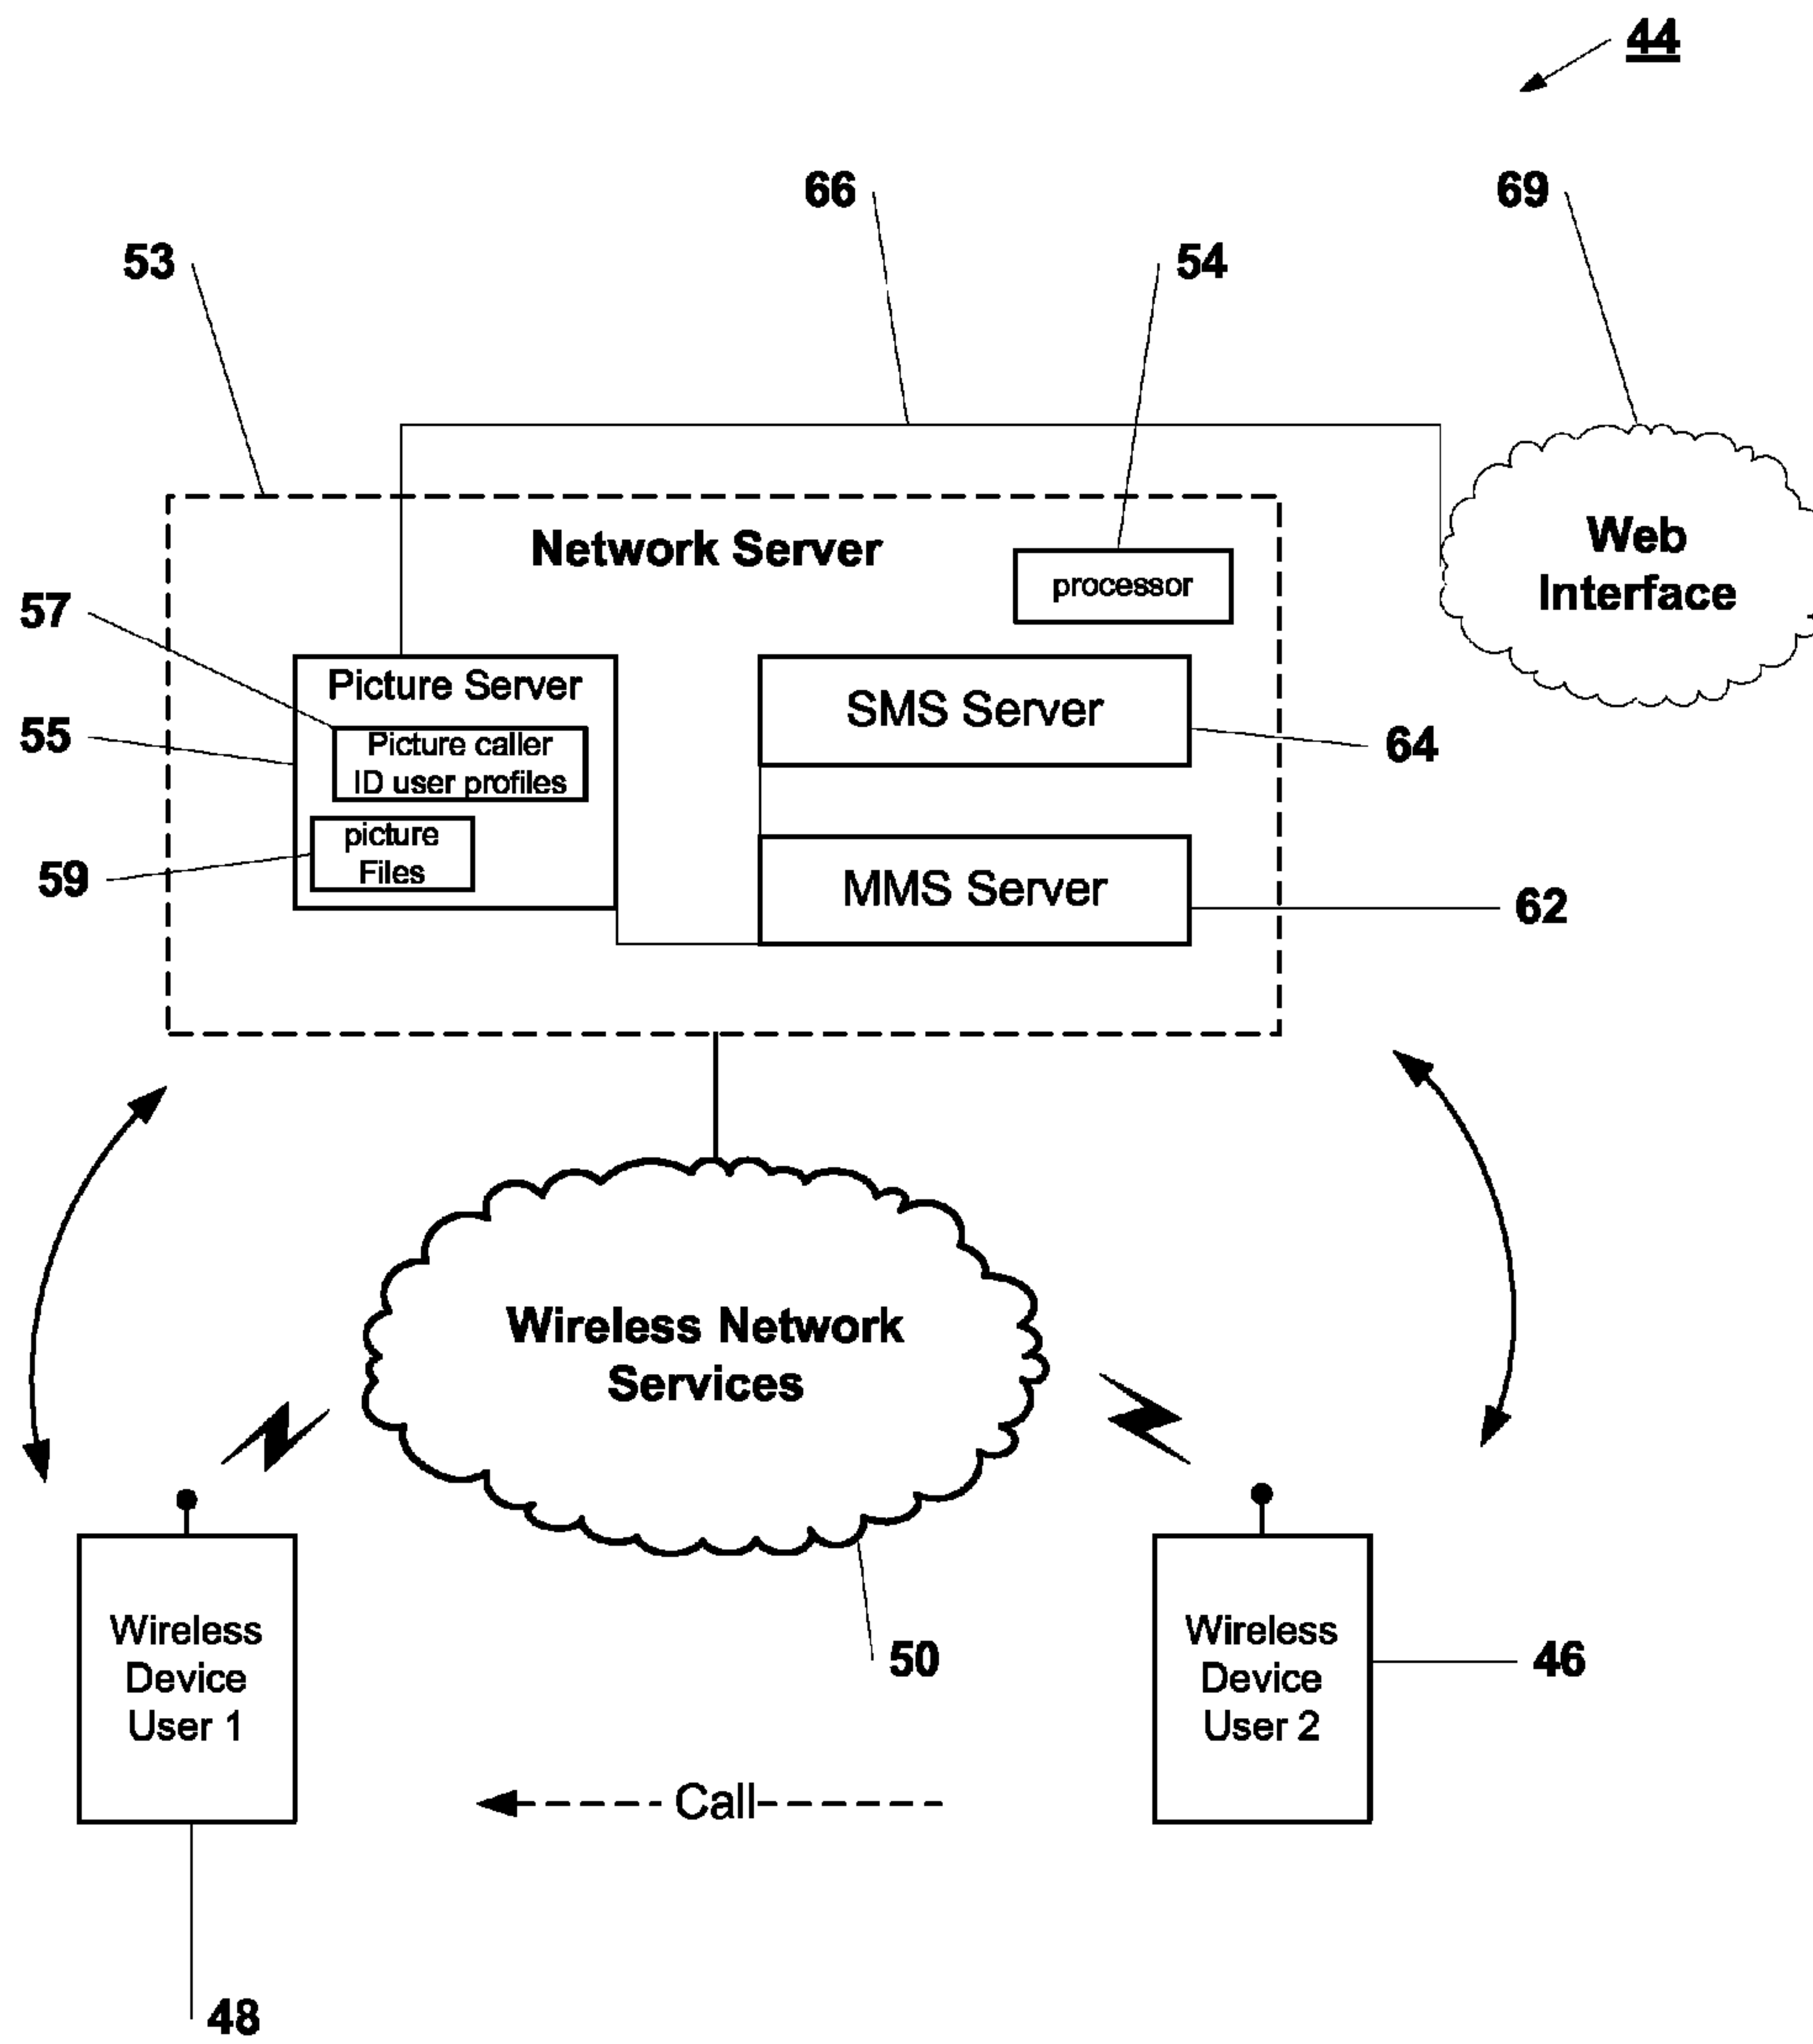 44
66
69
53
54
Network Server
processor
Web
Interface
57
Picture Server
SMS Server
55
Picture caller
ID user profiles
64
picture
Files
59
MMS Server
62
Wireless Network
Services
Wireless
Device
User 1
50
Wireless
Device
User 2
46
Call
48